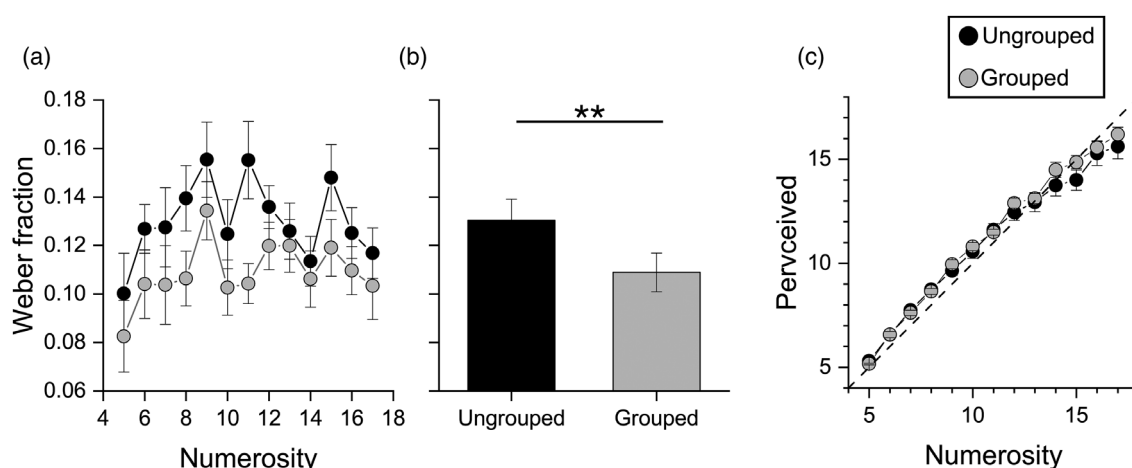 Ungrouped
Grouped
(a)
(b)
(c)
**
Weber fraction
0.18
0.16
0.14
0.12
0.10
0.08
0.06
4 6 8 10 12 14 16 18
Numerosity
Ungrouped Grouped
Pervceived
15
10
5
5 10 15
Numerosity